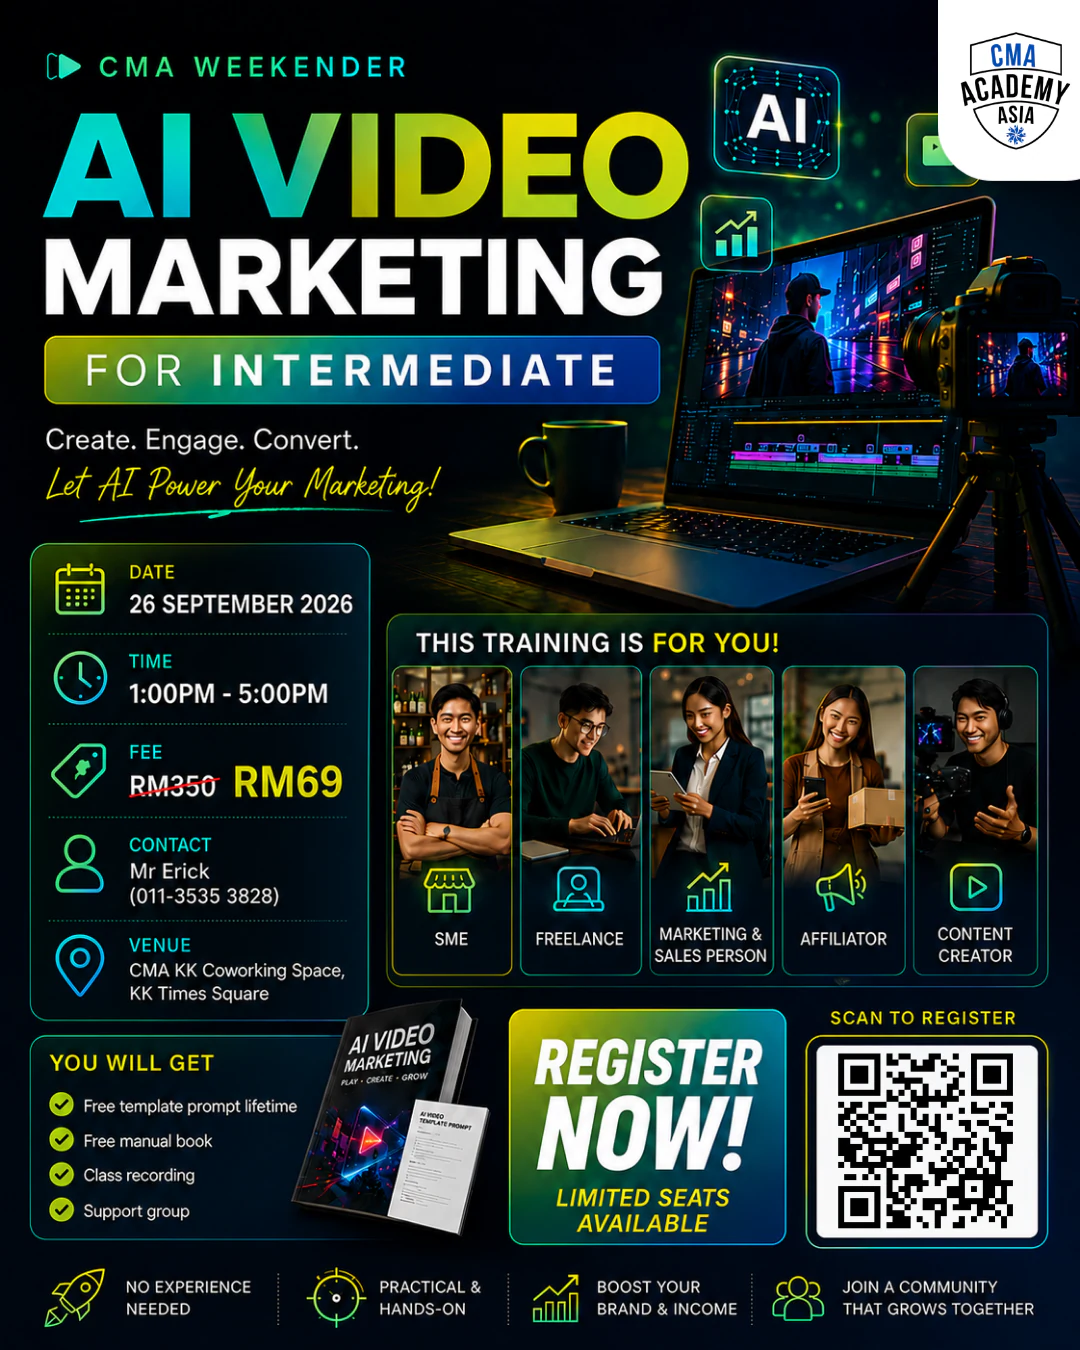 CMA WEEKENDER
CMA
ACADEMY
ASIA
AI
AI VIDEO
MARKETING
FOR INTERMEDIATE
Create. Engage. Convert.
Let AI Power Your Marketing!
DATE
26 SEPTEMBER 2026
TIME
1:00PM - 5:00PM
FEE
RM350 RM69
CONTACT
Mr Erick
(011-3535 3828)
VENUE
CMA KK Coworking Space,
KK Times Square
THIS TRAINING IS FOR YOU!
SME
FREELANCE
MARKETING &
SALES PERSON
AFFILIATOR
CONTENT
CREATOR
YOU WILL GET
Free template prompt lifetime
Free manual book
Class recording
Support group
AI VIDEO
MARKETING
PLAY · CREATE · GROW
AI VIDEO
TEMPLATE PROMPT
REGISTER
NOW!
LIMITED SEATS
AVAILABLE
SCAN TO REGISTER
NO EXPERIENCE
NEEDED
PRACTICAL &
HANDS-ON
BOOST YOUR
BRAND & INCOME
JOIN A COMMUNITY
THAT GROWS TOGETHER